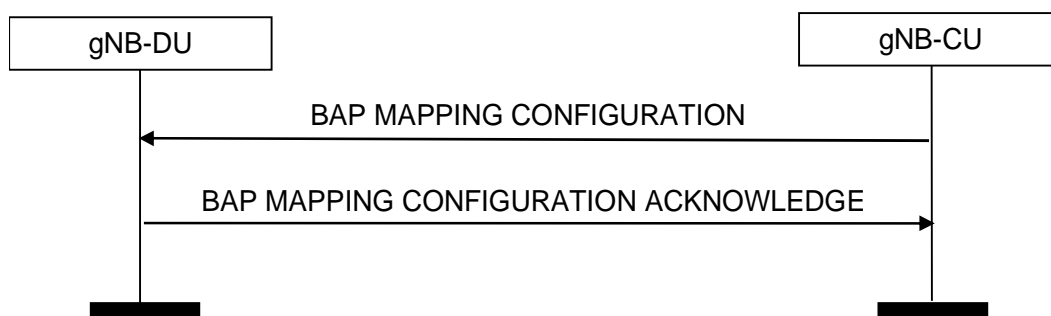 gNB-DU
gNB-CU
BAP MAPPING CONFIGURATION
BAP MAPPING CONFIGURATION ACKNOWLEDGE